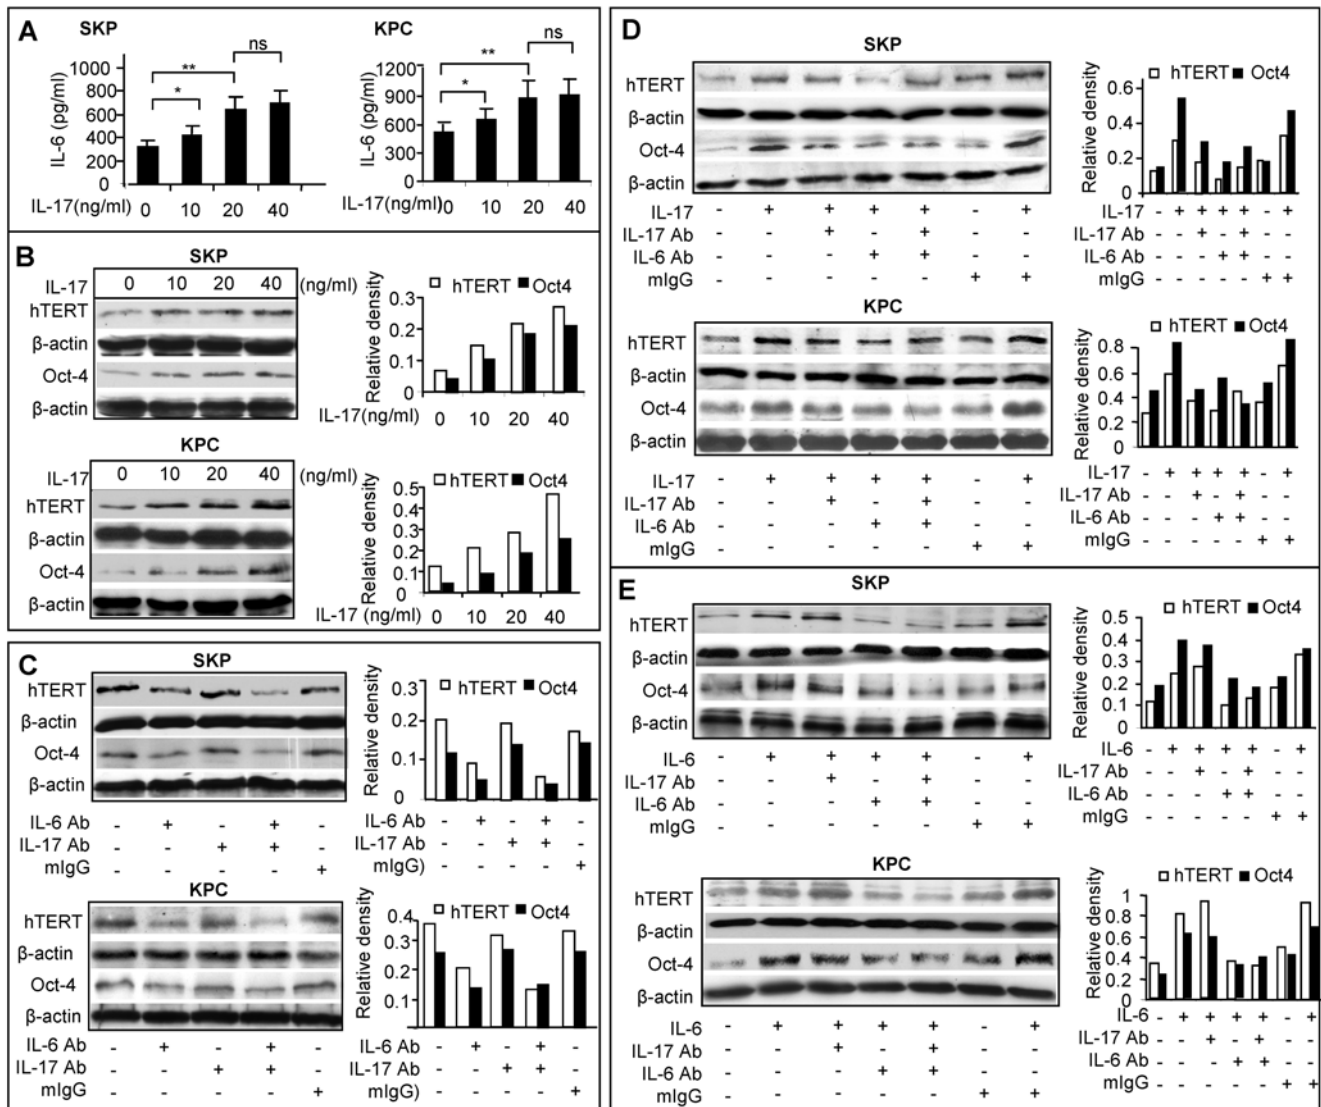 A
SKP
IL-6 (pg/ml)
1000
800
600
400
200
0
*
**
ns
IL-17(ng/ml)
0 10 20 40
KPC
IL-6 (pg/ml)
1200
900
600
300
0
*
**
ns
IL-17(ng/ml)0 10 20 40
B
SKP
IL-17 0 10 20 40 (ng/ml)
hTERT
β-actin
Oct-4
β-actin
hTERT Oct4
Relative density
0.3
0.2
0.1
0
IL-17(ng/ml)
0 10 20 40
KPC
IL-17 0 10 20 40 (ng/ml)
hTERT
β-actin
Oct-4
β-actin
hTERT Oct4
Relative density
0.5
0.4
0.3
0.2
0.1
0
IL-17 (ng/ml) 0 10 20 40
C
SKP
hTERT
β-actin
Oct-4
β-actin
IL-6 Ab - + - + -
IL-17 Ab - - + + -
mIgG - - - - +
hTERT Oct4
Relative density
0.3
0.2
0.1
0
IL-6 Ab - + - + -
IL-17 Ab - - + + -
mIgG) - - - - +
KPC
hTERT
β-actin
Oct-4
β-actin
IL-6 Ab - + - + -
IL-17 Ab - - + + -
mIgG - - - - +
hTERT Oct4
Relative density
0.4
0.3
0.2
0.1
IL-6 Ab - + - + -
IL-17 Ab - - + + -
mIgG) - - - - +
D
SKP
hTERT
β-actin
Oct-4
β-actin
IL-17 - + + + + - +
IL-17 Ab - - + - + - -
IL-6 Ab - - - + + - -
mIgG - - - - - + +
hTERT Oct4
Relative density
0.6
0.4
0.2
0
IL-17 - + + + + - +
IL-17 Ab - - + - + - -
IL-6 Ab - - - + + - -
mIgG - - - - - + +
KPC
hTERT
β-actin
Oct-4
β-actin
IL-17 - + + + + - +
IL-17 Ab - - + - + - -
IL-6 Ab - - - + + - -
mIgG - - - - - + +
hTERT Oct4
Relative density
0.8
0.6
0.4
0.2
0
IL-17 - + + + + - +
IL-17 Ab - - + - + - -
IL-6 Ab - - - + + - -
mIgG - - - - - + +
E
SKP
hTERT
β-actin
Oct-4
β-actin
IL-6 - + + + + - +
IL-17 Ab - - + - + - -
IL-6 Ab - - - + + - -
mIgG - - - - - + +
hTERT Oct4
Relative density
0.5
0.4
0.3
0.2
0.1
0
IL-6 - + + + + - +
IL-17 Ab - - + - + - -
IL-6 Ab - - - + + - -
mIgG - - - - - + +
KPC
hTERT
β-actin
Oct-4
β-actin
IL-6 - + + + + - +
IL-17 Ab - - + - + - -
IL-6 Ab - - - + + - -
mIgG - - - - - + +
hTERT Oct4
Relative density
1
0.8
0.6
0.4
0.2
0
IL-6 - + + + + - +
IL-17 Ab - - + - + - -
IL-6 Ab - - - + + - -
mIgG - - - - - + +